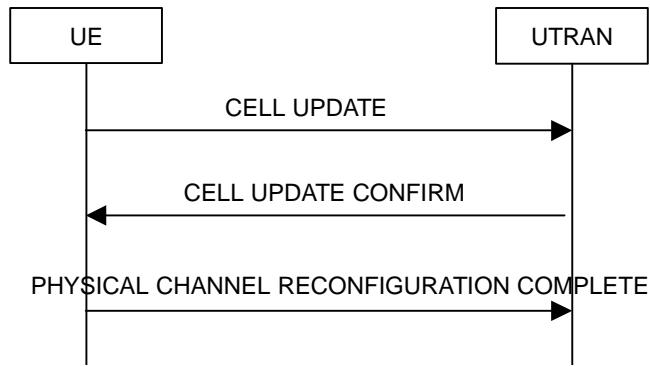 UE
UTRAN
CELL UPDATE
CELL UPDATE CONFIRM
PHYSICAL CHANNEL RECONFIGURATION COMPLETE